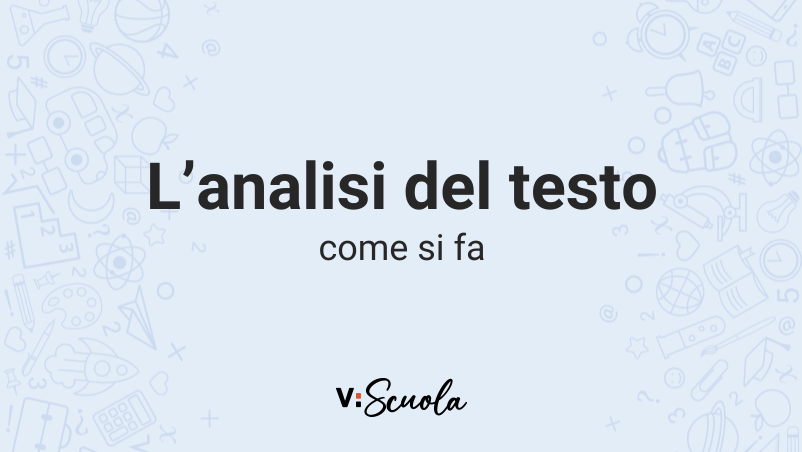 L’analisi del testo
come si fa
V:Scuola